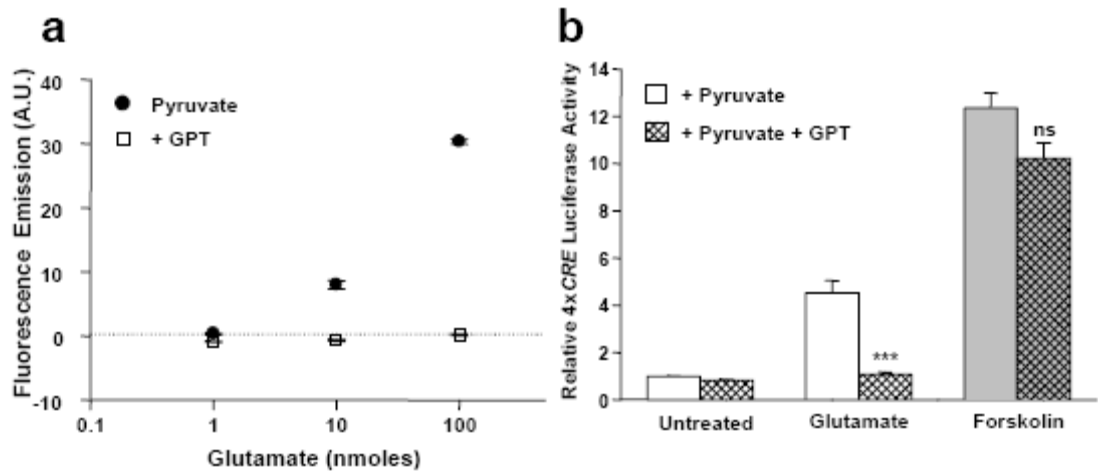 a
Fluorescence Emission (A.U.)
40
30
20
10
0
-10
Pyruvate
+ GPT
0.1
1
10
100
Glutamate (nmoles)
b
Relative 4xCRE Luciferase Activity
14
12
10
8
6
4
2
0
+ Pyruvate
+ Pyruvate + GPT
***
ns
Untreated
Glutamate
Forskolin